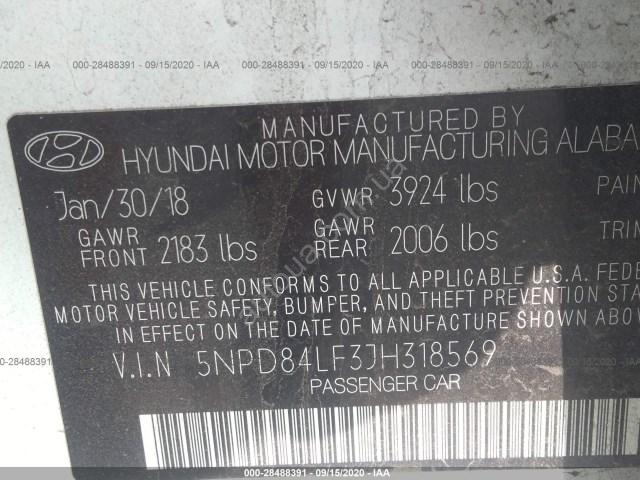 000-28488391 - 09/15/2020 - IAA
MANUFACTURED BY
HYUNDAI MOTOR MANUFACTURING ALABA
Jan/30/18
GVWR 3924 lbs
PAIN
GAWR
FRONT 2183 lbs
GAWR
REAR 2006 lbs
TRIM
THIS VEHICLE CONFORMS TO ALL APPLICABLE U.S.A. FEDE
MOTOR VEHICLE SAFETY, BUMPER, AND THEFT PREVENTION STA
IN EFFECT ON THE DATE OF MANUFACTURE SHOWN ABOVE.
V.I.N 5NPD84LF3JH318569
PASSENGER CAR
000-28488391 - 09/15/2020 - IAA